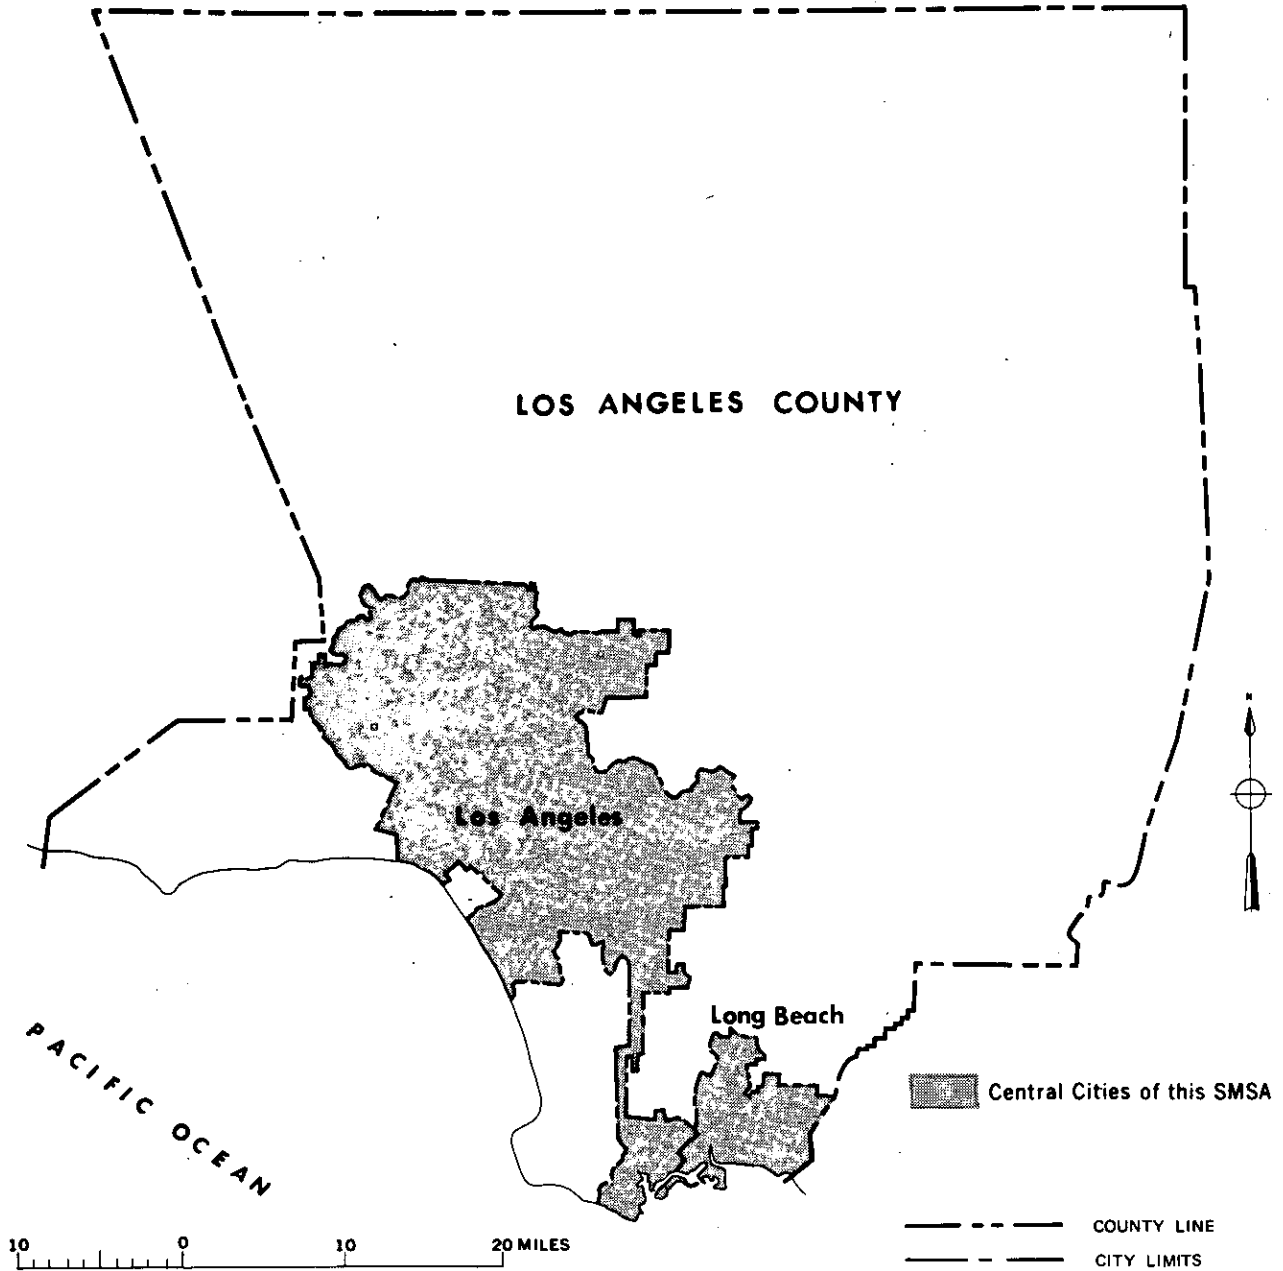 LOS ANGELES COUNTY
N
Los Angeles
Long Beach
Central Cities of this SMSA
PACIFIC OCEAN
COUNTY LINE
10 0 10 20 MILES
CITY LIMITS